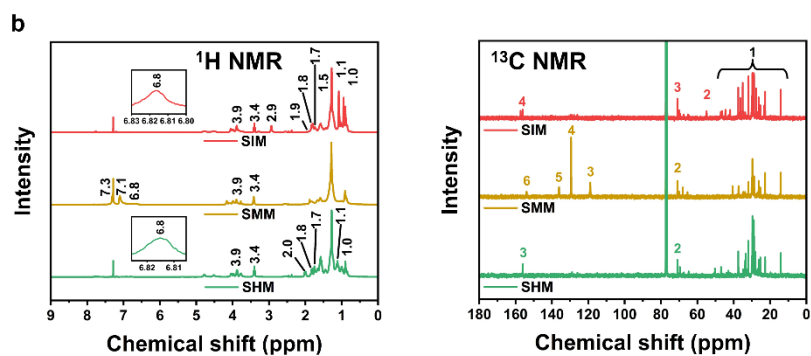 b
¹H NMR
6.8
6.83 6.82 6.81 6.80
3.9
3.4
2.9
1.9
1.8
1.7
1.5
1.1
1.0
SIM
7.3
7.1
6.8
3.9
3.4
SMM
6.8
6.82 6.81
3.9
3.4
2.0
1.8
1.7
1.1
1.0
SHM
Intensity
9 8 7 6 5 4 3 2 1 0
Chemical shift (ppm)
¹³C NMR
4
3
2
1
SIM
6
5
4
3
2
SMM
3
2
SHM
Intensity
180 160 140 120 100 80 60 40 20 0
Chemical shift (ppm)